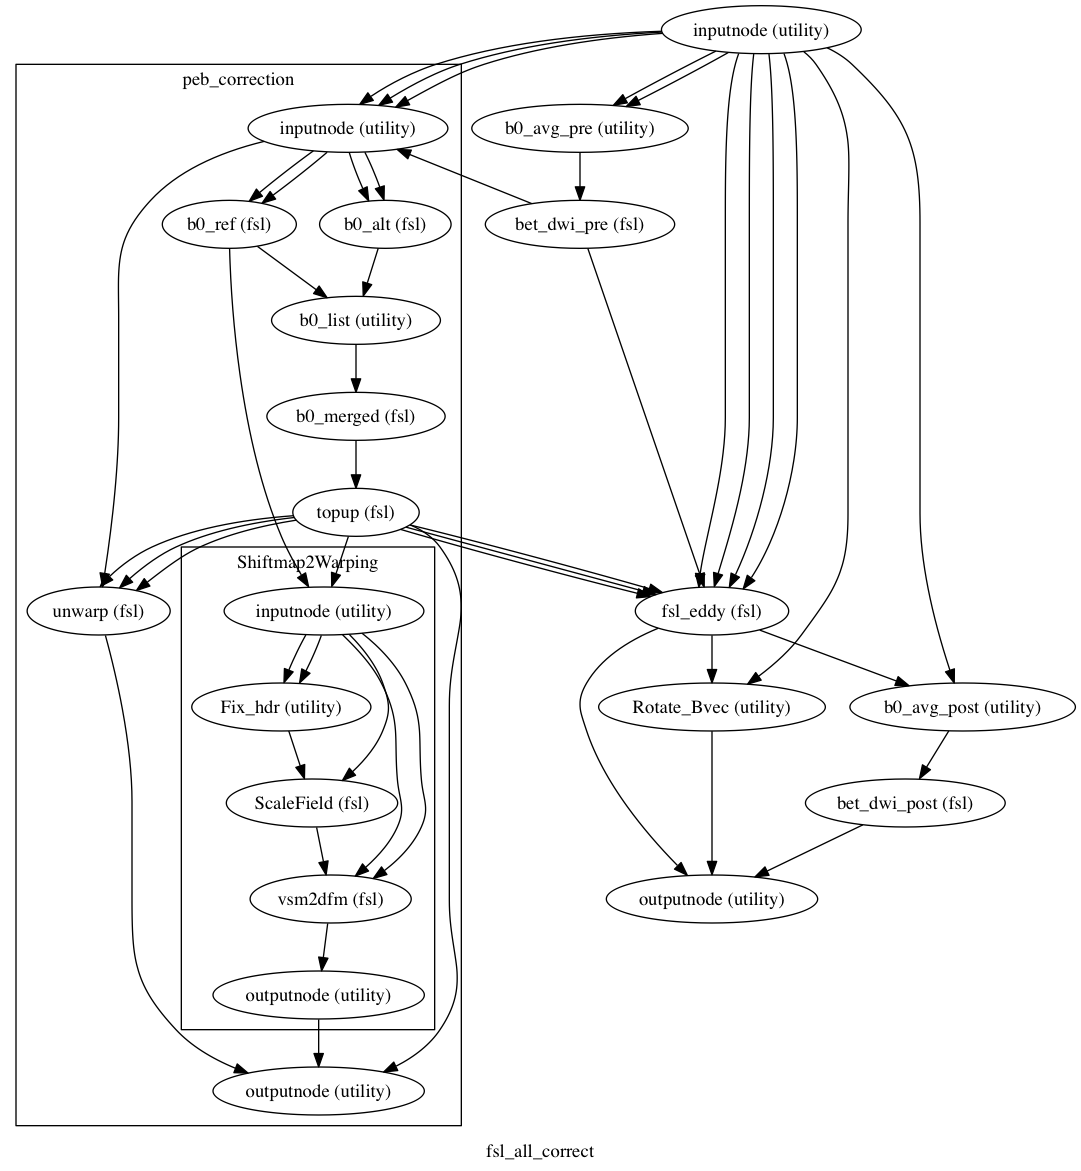 inputnode (utility)
peb_correction
inputnode (utility)
b0_avg_pre (utility)
b0_ref (fsl)
b0_alt (fsl)
bet_dwi_pre (fsl)
b0_list (utility)
b0_merged (fsl)
topup (fsl)
Shiftmap2Warping
unwarp (fsl)
inputnode (utility)
fsl_eddy (fsl)
Fix_hdr (utility)
Rotate_Bvec (utility)
b0_avg_post (utility)
ScaleField (fsl)
bet_dwi_post (fsl)
vsm2dfm (fsl)
outputnode (utility)
outputnode (utility)
outputnode (utility)
fsl_all_correct